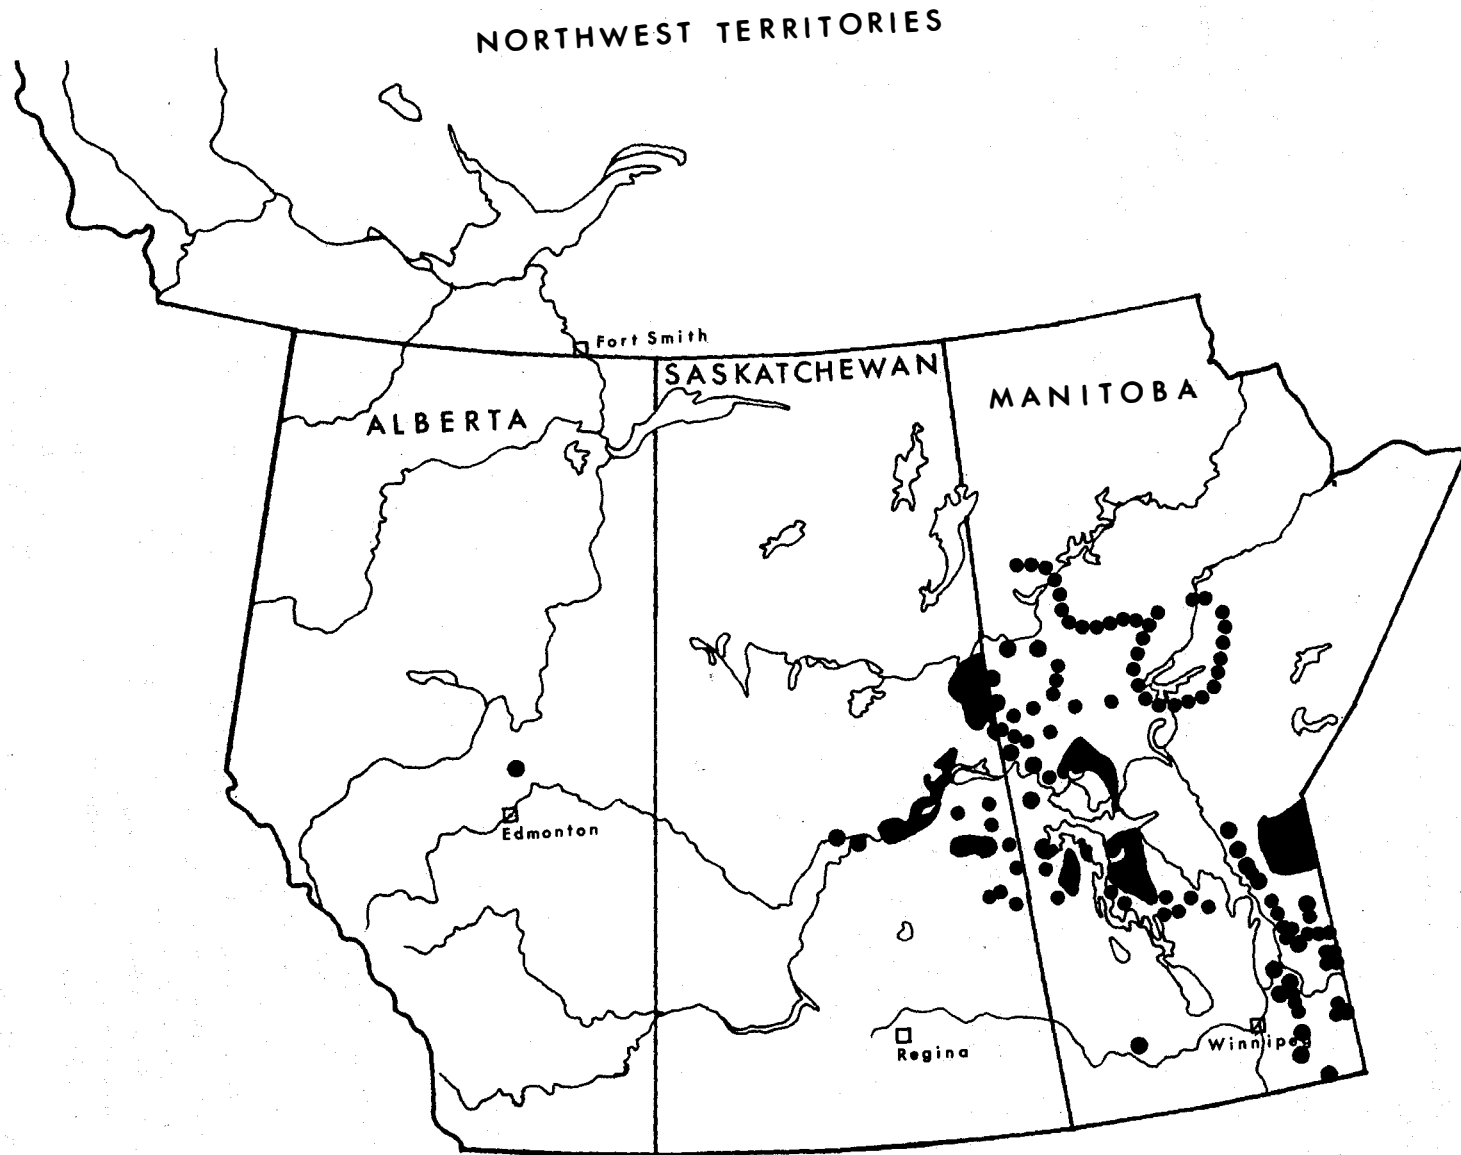 NORTHWEST TERRITORIES
Fort Smith
SASKATCHEWAN
MANITOBA
ALBERTA
Edmonton
Winnipeg
Regina